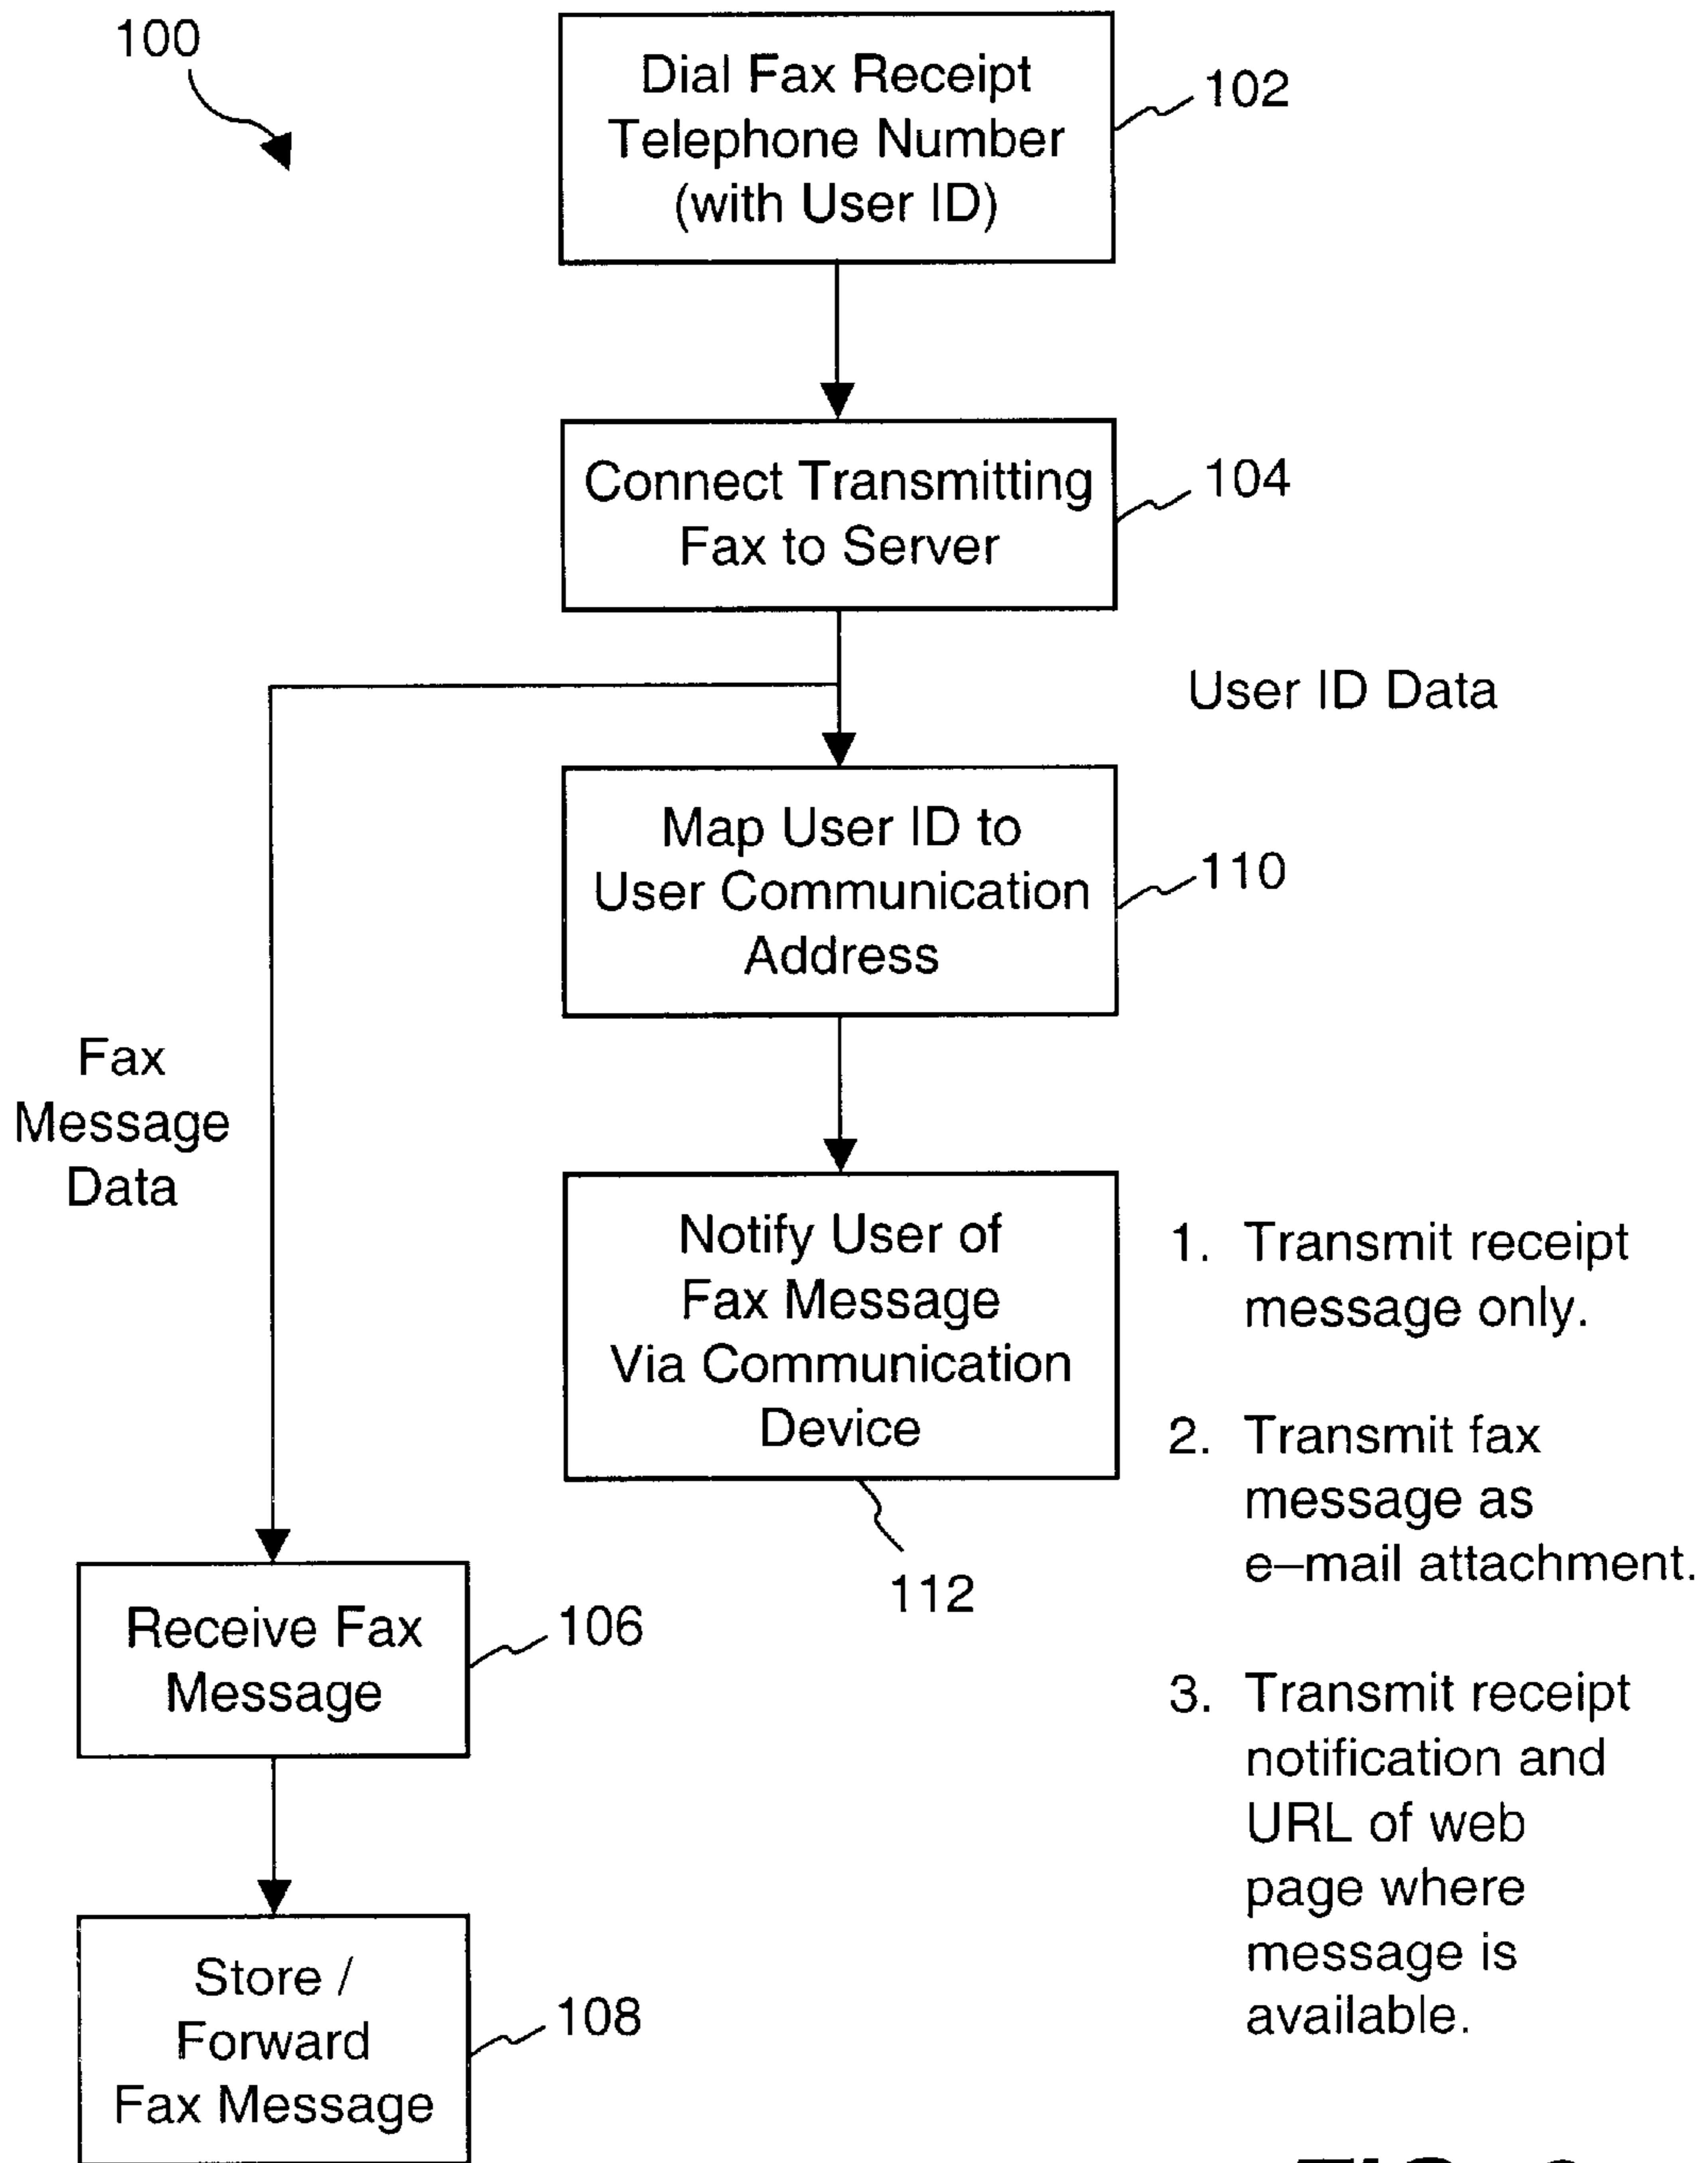 100
Dial Fax Receipt
Telephone Number
(with User ID)
102
Connect Transmitting
Fax to Server
104
User ID Data
Map User ID to
User Communication
Address
110
Fax
Message
Data
Notify User of
Fax Message
Via Communication
Device
112
1. Transmit receipt
message only.
2. Transmit fax
message as
e–mail attachment.
3. Transmit receipt
notification and
URL of web
page where
message is
available.
Receive Fax
Message
106
Store /
Forward
Fax Message
108